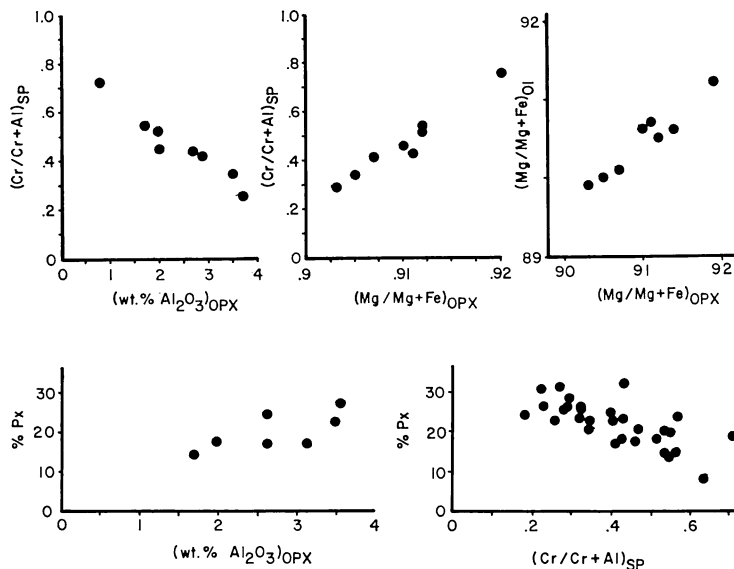 (Cr/Cr+Al)SP
1.0
.8
.6
.4
.2
0
0 1 2 3 4
(wt.% Al2O3)OPX
(Cr/Cr+Al)SP
1.0
.8
.6
.4
.2
0
.9 .91 .92
(Mg/Mg+Fe)OPX
(Mg/Mg+Fe)Ol
92
89
90 91 92
(Mg/Mg+Fe)OPX
% Px
30
20
10
0
0 1 2 3 4
(wt.% Al2O3)OPX
% Px
30
20
10
0
0 .2 .4 .6
(Cr/Cr+Al)SP